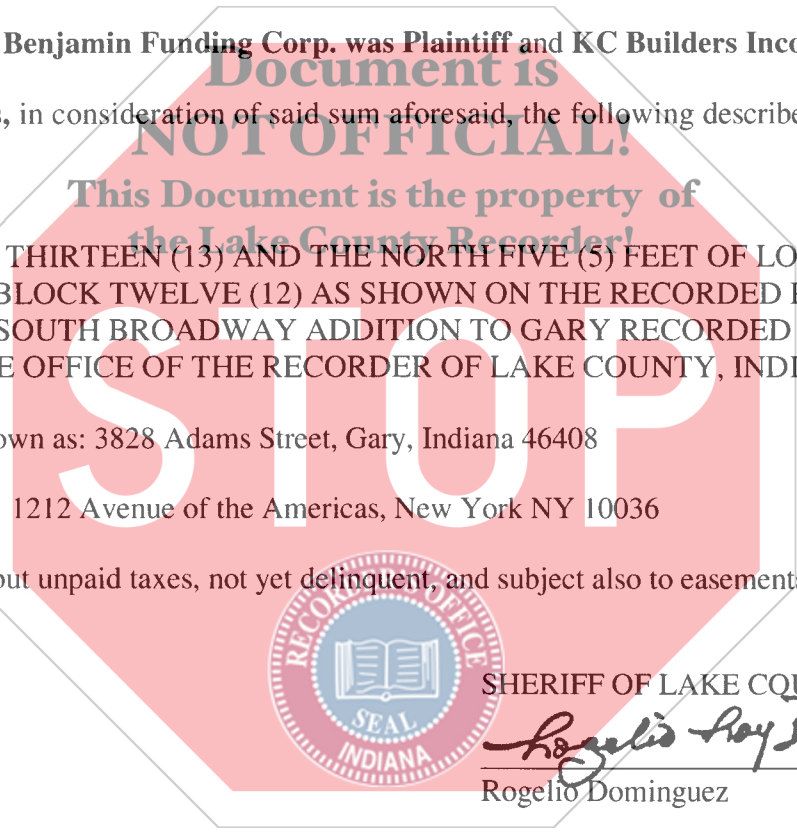 Benjamin Funding Corp. was Plaintiff and KC Builders Inco
Document is
, in consideration of said sum aforesaid, the following describe
NOT OFFICIAL!
This Document is the property of
the Lake County Recorder!
THIRTEEN (13) AND THE NORTH FIVE (5) FEET OF LO
BLOCK TWELVE (12) AS SHOWN ON THE RECORDED
SOUTH BROADWAY ADDITION TO GARY RECORDED
E OFFICE OF THE RECORDER OF LAKE COUNTY, INDI
STOP
own as: 3828 Adams Street, Gary, Indiana 46408
1212 Avenue of the Americas, New York NY 10036
out unpaid taxes, not yet delinquent, and subject also to easements
RECORDER'S OFFICE
SEAL
INDIANA
SHERIFF OF LAKE COU
Rogelio Roy
Rogelio Dominguez